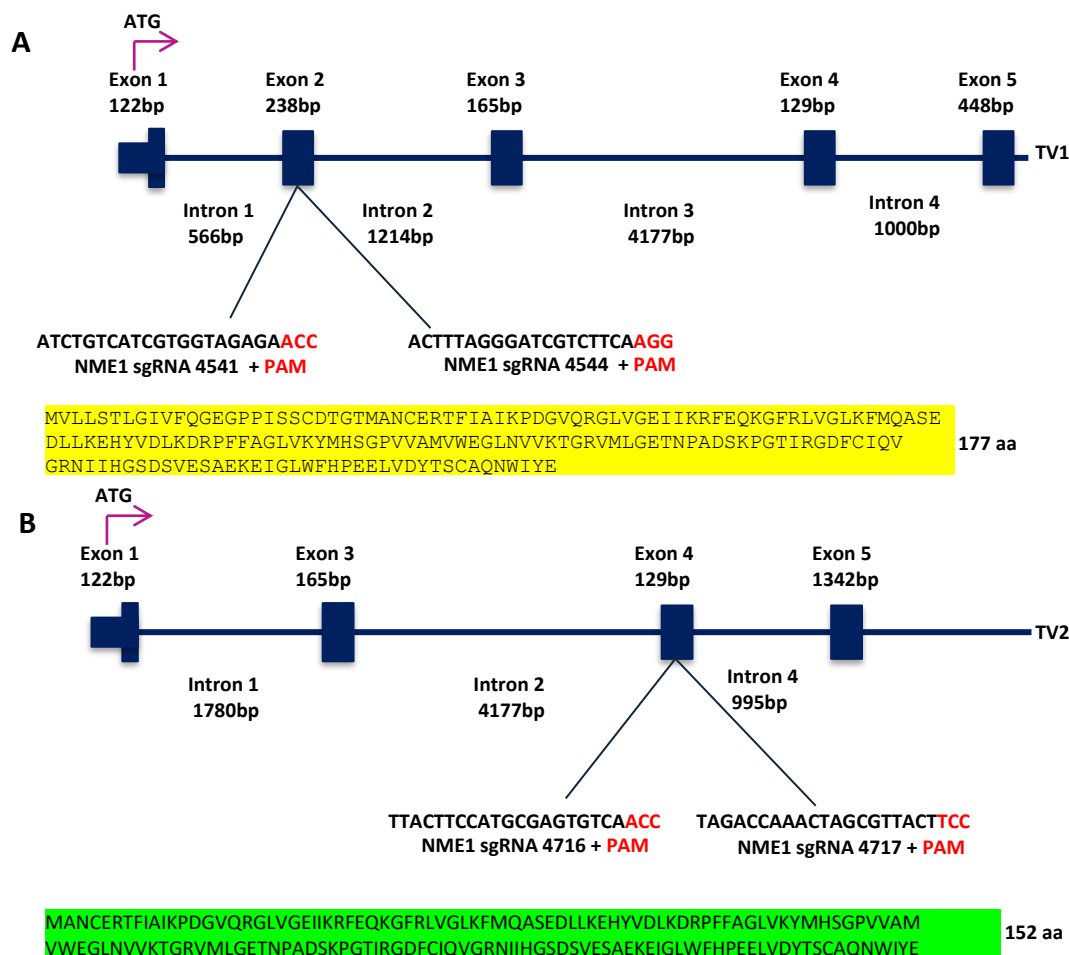 A
ATG
Exon 1 Exon 2 Exon 3 Exon 4 Exon 5
122bp 238bp 165bp 129bp 448bp
TV1
Intron 1 Intron 2 Intron 3 Intron 4
566bp 1214bp 4177bp 1000bp
ATCTGTCATCGTGGTAGAGAACC ACTTTAGGGATCGTCTTCAAGG
NME1 sgRNA 4541 + PAM NME1 sgRNA 4544 + PAM
MVLLSTLGIVFQGEGPPISSCDTGTMANCERTFIAIKPDGVQRGLVGEIIKRFEQKGFRLVGLKFMQASE
DLLKEHYVDLKDRPFFAGLVKYMHSGPVVAMVWEGLNVVKTGRVMLGETNPADSKPGTIRGDFCIQV
GRNIIHGSDSVESAEKEIGLWFHPEELVDYTSCAQNWIYE
177 aa
B
ATG
Exon 1 Exon 3 Exon 4 Exon 5
122bp 165bp 129bp 1342bp
TV2
Intron 1 Intron 2 Intron 4
1780bp 4177bp 995bp
TTACTTCCATGCGAGTGTCAACC TAGACCAAACTAGCGTTACTTCC
NME1 sgRNA 4716 + PAM NME1 sgRNA 4717 + PAM
MANCERTFIAIKPDGVQRGLVGEIIKRFEQKGFRLVGLKFMQASEDLLKEHYVDLKDRPFFAGLVKYMHSGPVVAM
VWEGLNVVKTGRVMLGETNPADSKPGTIRGDFCIQVGRNIIHGSDSVESAEKEIGLWFHPEELVDYTSCAQNWIYE
152 aa